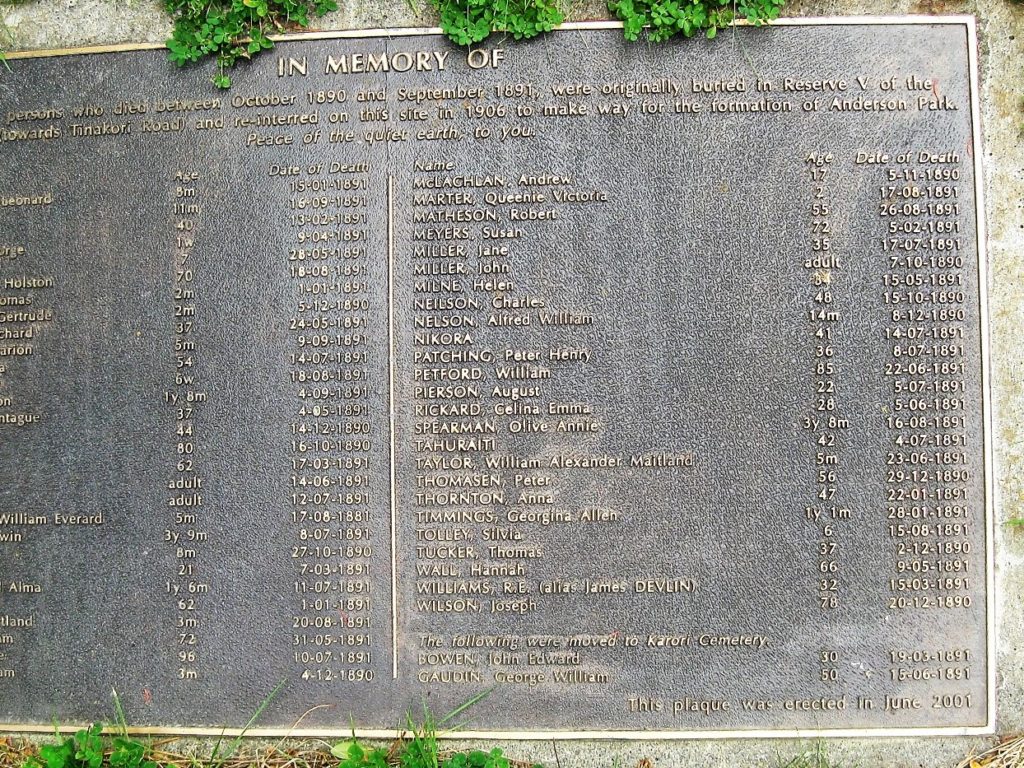 IN MEMORY OF
persons who died between October 1890 and September 1891, were originally buried in Reserve V of the
(towards Tinakori Road) and re-interred on this site in 1906 to make way for the formation of Anderson Park.
Peace of the quiet earth, to you.
Age Date of Death
Leonard 8m 15-01-1891
11m 16-09-1891
40 13-02-1891
orge 1w 9-04-1891
7 28-05-1891
Holston 70 18-08-1891
omas 2m 1-01-1891
Gertrude 2m 5-12-1890
chard 37 24-05-1891
arion 5m 9-09-1891
a 54 14-07-1891
6w 18-08-1891
on 1y 8m 4-09-1891
ntague 37 4-05-1891
44 14-12-1890
80 16-10-1890
62 17-03-1891
adult 14-06-1891
adult 12-07-1891
William Everard 5m 17-08-1881
win 3y 9m 8-07-1891
8m 27-10-1890
21 7-03-1891
Alma 1y 6m 11-07-1891
62 1-01-1891
tland 3m 20-08-1891
am 72 31-05-1891
e 96 10-07-1891
am 3m 4-12-1890
Name Age Date of Death
McLACHLAN, Andrew 17 5-11-1890
MARTER, Queenie Victoria 2 17-08-1891
MATHESON, Robert 55 26-08-1891
MEYERS, Susan 72 5-02-1891
MILLER, Jane 35 17-07-1891
MILLER, John adult 7-10-1890
MILNE, Helen 84 15-05-1891
NEILSON, Charles 48 15-10-1890
NELSON, Alfred William 14m 8-12-1890
NIKORA 41 14-07-1891
PATCHING, Peter Henry 36 8-07-1891
PETFORD, William 85 22-06-1891
PIERSON, August 22 5-07-1891
RICKARD, Celina Emma 28 5-06-1891
SPEARMAN, Olive Annie 3y 8m 16-08-1891
TAHURAITI 42 4-07-1891
TAYLOR, William Alexander Maitland 5m 23-06-1891
THOMASEN, Peter 56 29-12-1890
THORNTON, Anna 47 22-01-1891
TIMMINGS, Georgina Allen 1y 1m 28-01-1891
TOLLEY, Silvia 6 15-08-1891
TUCKER, Thomas 37 2-12-1890
WALL, Hannah 66 9-05-1891
WILLIAMS, R.E. (alias James DEVLIN) 32 15-03-1891
WILSON, Joseph 78 20-12-1890
The following were moved to Karori Cemetery.
BOWEN, John Edward 30 19-03-1891
GAUDIN, George William 50 15-06-1891
This plaque was erected in June 2001